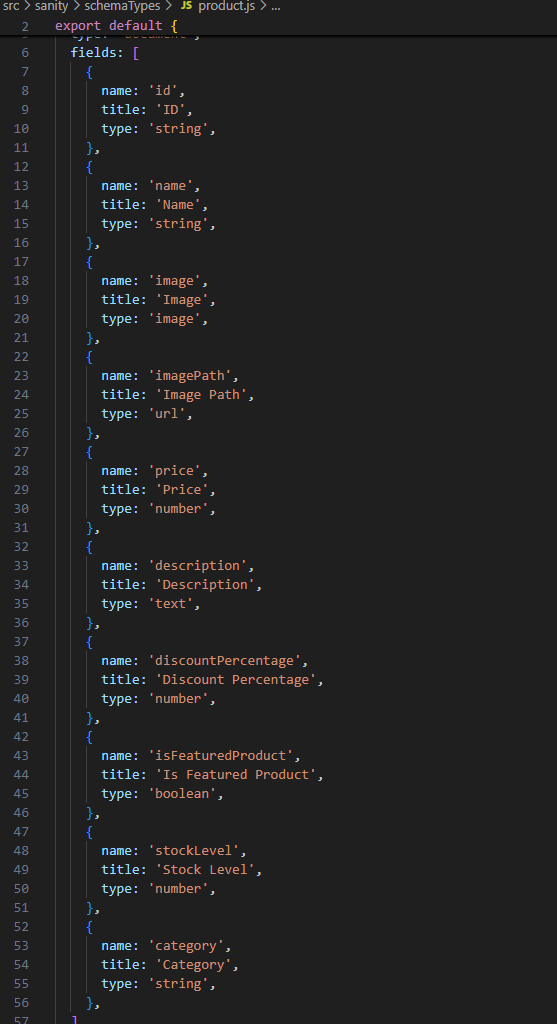 src > sanity > schemaTypes > JS product.js > ...
2 export default {
6 fields: [
7 {
8 name: 'id',
9 title: 'ID',
10 type: 'string',
11 },
12 {
13 name: 'name',
14 title: 'Name',
15 type: 'string',
16 },
17 {
18 name: 'image',
19 title: 'Image',
20 type: 'image',
21 },
22 {
23 name: 'imagePath',
24 title: 'Image Path',
25 type: 'url',
26 },
27 {
28 name: 'price',
29 title: 'Price',
30 type: 'number',
31 },
32 {
33 name: 'description',
34 title: 'Description',
35 type: 'text',
36 },
37 {
38 name: 'discountPercentage',
39 title: 'Discount Percentage',
40 type: 'number',
41 },
42 {
43 name: 'isFeaturedProduct',
44 title: 'Is Featured Product',
45 type: 'boolean',
46 },
47 {
48 name: 'stockLevel',
49 title: 'Stock Level',
50 type: 'number',
51 },
52 {
53 name: 'category',
54 title: 'Category',
55 type: 'string',
56 },
57 ]